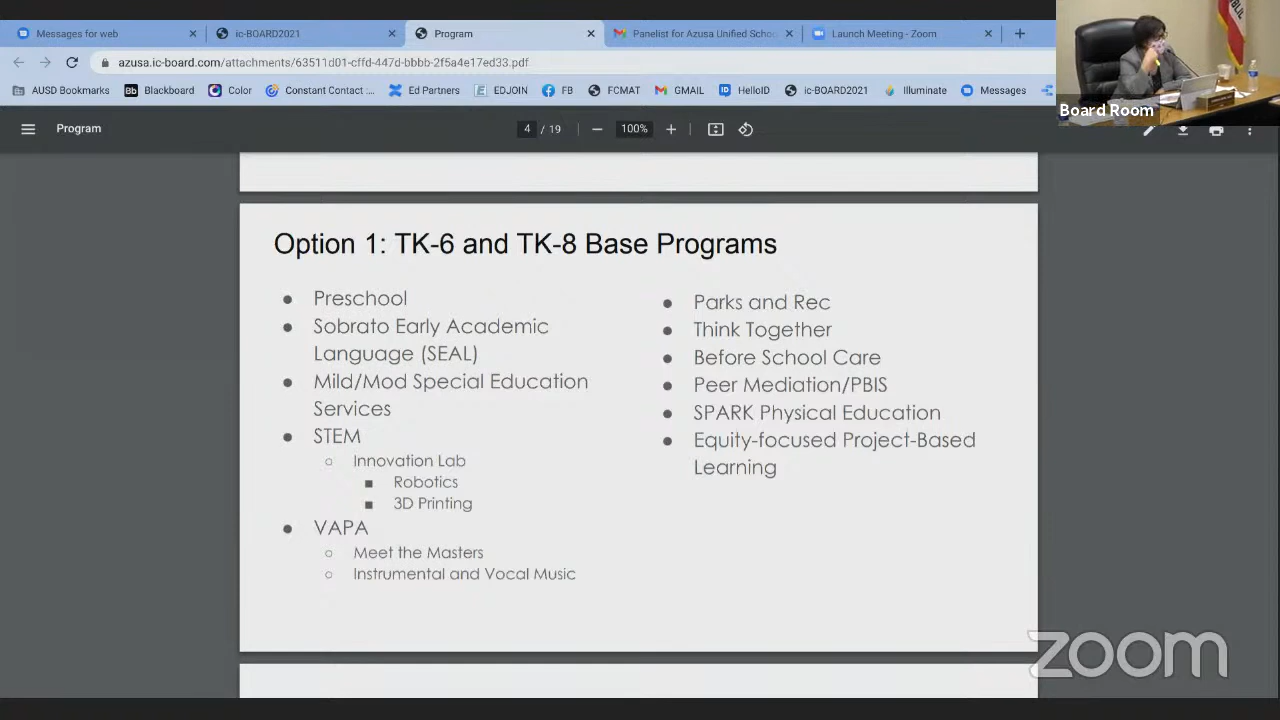 Messages for web
ic-BOARD2021
Program
Panelist for Azusa Unified Schoo
Launch Meeting - Zoom
azusa.ic-board.com/attachments/63511d01-cffd-447d-bbbb-2f5a4e17ed33.pdf
AUSD Bookmarks
Bb Blackboard
Color
Constant Contact ...
Ed Partners
EDJOIN
FB
FCMAT
GMAIL
ID HelloID
ic-BOARD2021
Illuminate
Messages
Board Room
Program
4 / 19
100%
Option 1: TK-6 and TK-8 Base Programs
● Preschool
● Sobrato Early Academic
Language (SEAL)
● Mild/Mod Special Education
Services
● STEM
○ Innovation Lab
■ Robotics
■ 3D Printing
● VAPA
○ Meet the Masters
○ Instrumental and Vocal Music
● Parks and Rec
● Think Together
● Before School Care
● Peer Mediation/PBIS
● SPARK Physical Education
● Equity-focused Project-Based
Learning
zoom